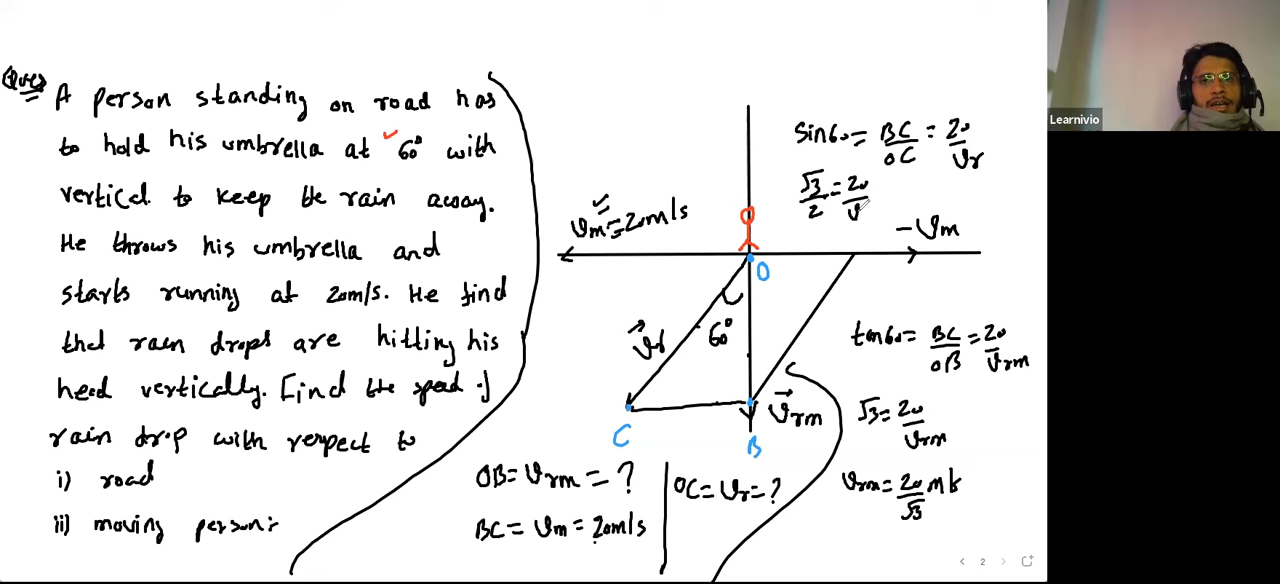 Ques
A person standing on road has
to hold his umbrella at 60° with
vertical to keep the rain away.
He throws his umbrella and
starts running at 20m/s. He find
that rain drops are hitting his
head vertically. Find the speed of
rain drop with respect to
i) road
ii) moving person:
vm = 20m/s
-vm
O
60°
vr
vrm
C
B
OB = vrm = ?
BC = vm = 20m/s
OC = vr = ?
sin60 = BC/OC = 20/vr
√3/2 = 20/v
tan60 = BC/OB = 20/vrm
√3 = 20/vrm
vrm = 20/√3 m/s
Learnivio
2